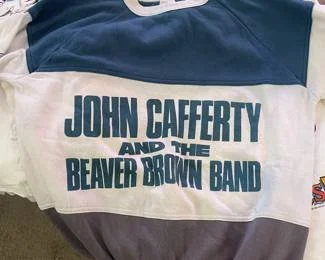 JOHN CAFFERTY
AND THE
BEAVER BROWN BAND